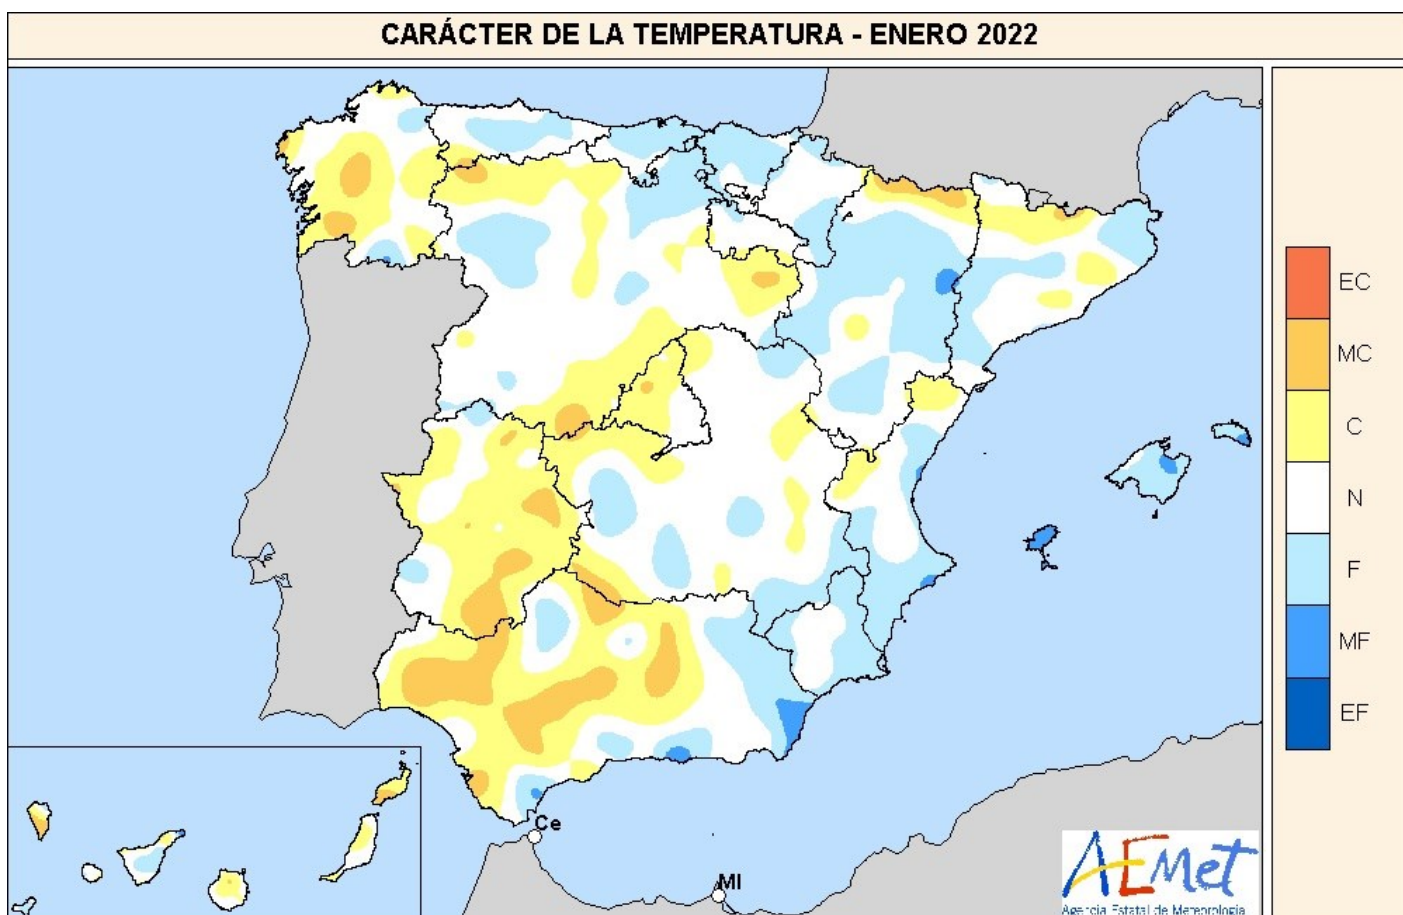 CARÁCTER DE LA TEMPERATURA - ENERO 2022
EC
MC
C
N
F
MF
EF
Ce
Ml
AEMet
Agencia Estatal de Meteorología